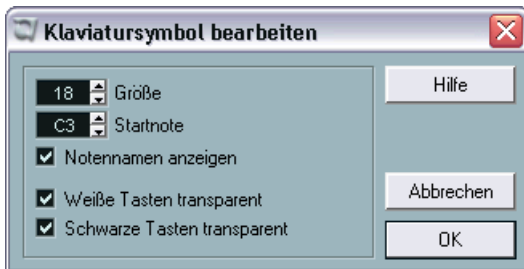 Klaviatursymbol bearbeiten
18 Größe
C3 Startnote
Notennamen anzeigen
Weiße Tasten transparent
Schwarze Tasten transparent
Hilfe
Abbrechen
OK